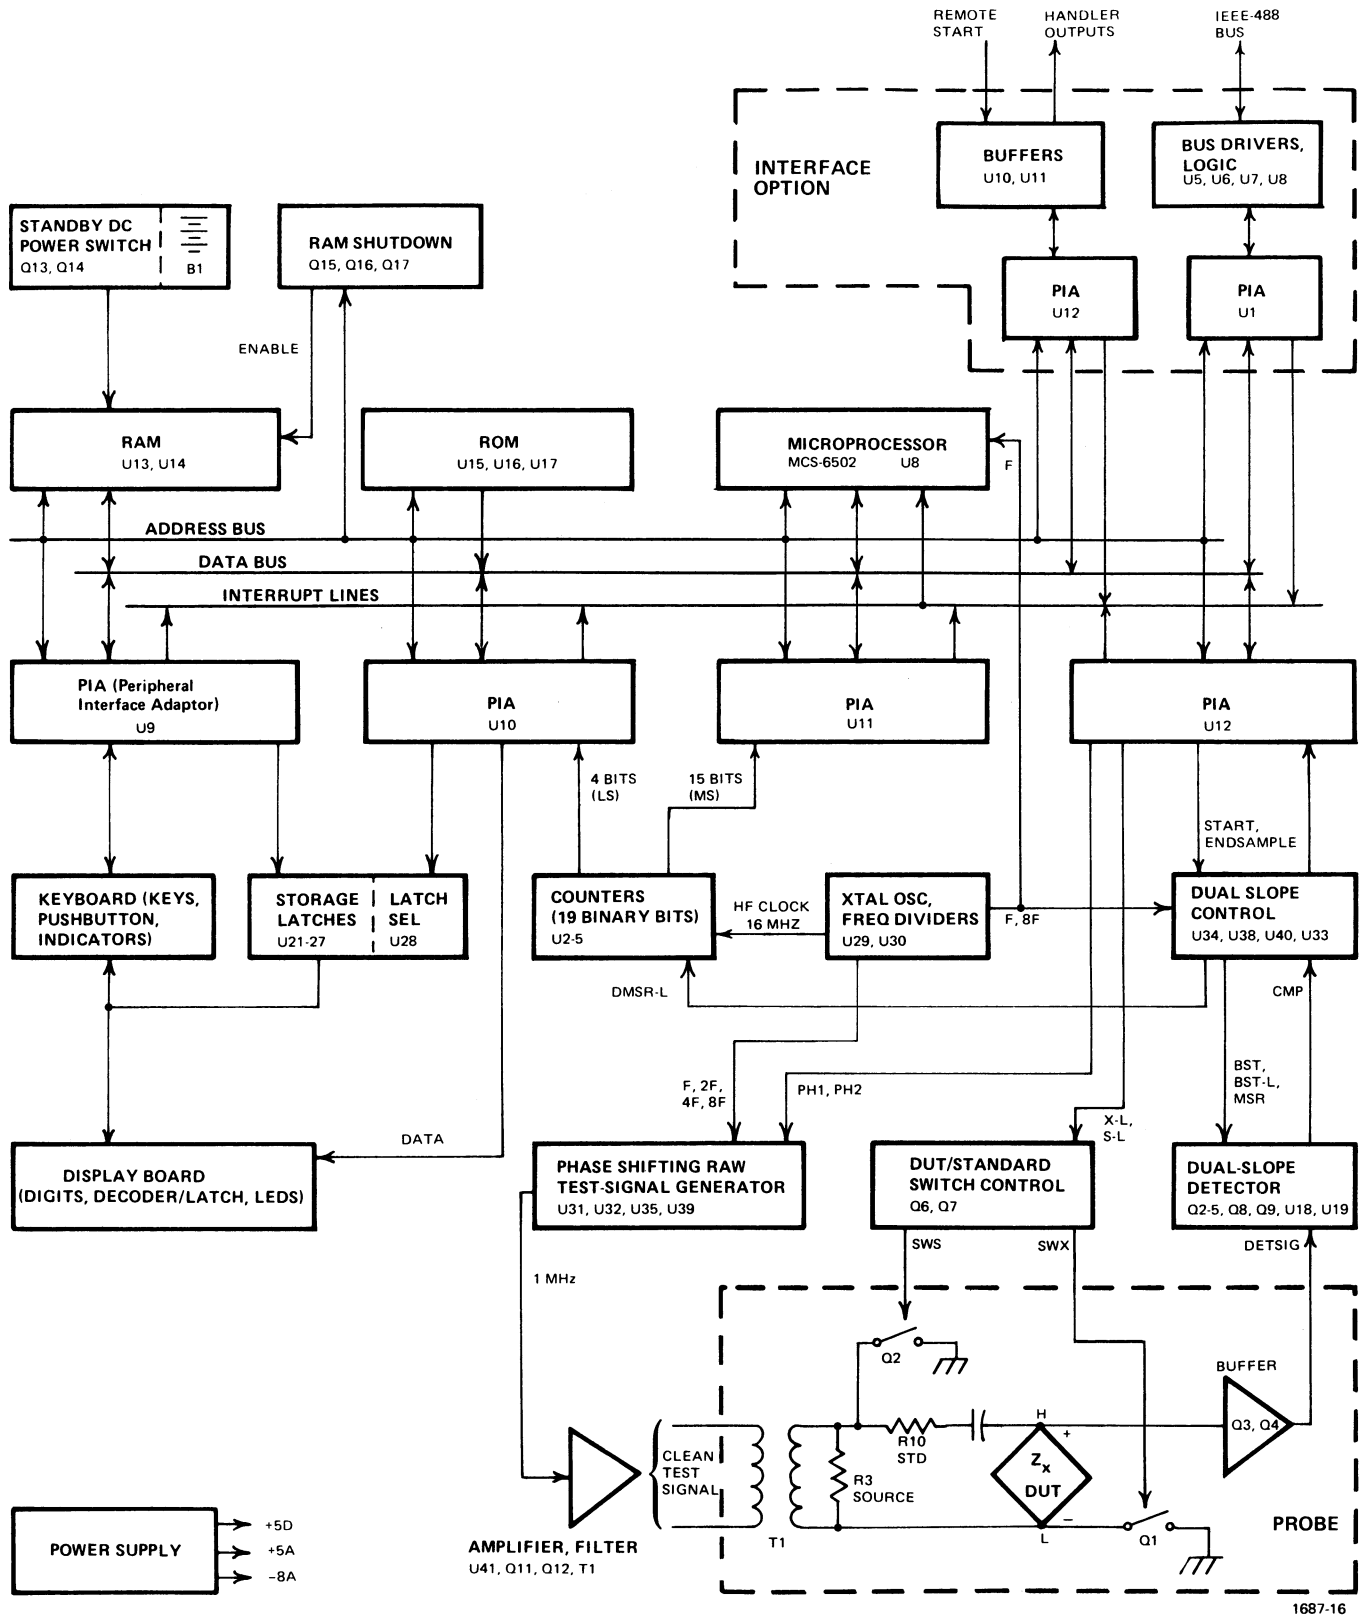 REMOTE
START
HANDLER
OUTPUTS
IEEE-488
BUS
INTERFACE
OPTION
BUFFERS
U10, U11
BUS DRIVERS,
LOGIC
U5, U6, U7, U8
STANDBY DC
POWER SWITCH
Q13, Q14
B1
RAM SHUTDOWN
Q15, Q16, Q17
PIA
U12
PIA
U1
ENABLE
RAM
U13, U14
ROM
U15, U16, U17
MICROPROCESSOR
MCS-6502 U8
F
ADDRESS BUS
DATA BUS
INTERRUPT LINES
PIA (Peripheral
Interface Adaptor)
U9
PIA
U10
PIA
U11
PIA
U12
4 BITS
(LS)
15 BITS
(MS)
START,
ENDSAMPLE
KEYBOARD (KEYS,
PUSHBUTTON,
INDICATORS)
STORAGE
LATCHES
U21-27
LATCH
SEL
U28
COUNTERS
(19 BINARY BITS)
U2-5
HF CLOCK
16 MHZ
XTAL OSC,
FREQ DIVIDERS
U29, U30
F, 8F
DUAL SLOPE
CONTROL
U34, U38, U40, U33
DMSR-L
CMP
F, 2F,
4F, 8F
PH1, PH2
X-L,
S-L
BST,
BST-L,
MSR
DATA
DISPLAY BOARD
(DIGITS, DECODER/LATCH, LEDS)
PHASE SHIFTING RAW
TEST-SIGNAL GENERATOR
U31, U32, U35, U39
DUT/STANDARD
SWITCH CONTROL
Q6, Q7
DUAL-SLOPE
DETECTOR
Q2-5, Q8, Q9, U18, U19
SWS
SWX
DETSIG
1 MHz
Q2
BUFFER
Q3, Q4
H
+
R10
STD
CLEAN
TEST
SIGNAL
R3
SOURCE
Zx
DUT
−
L
Q1
T1
PROBE
AMPLIFIER, FILTER
U41, Q11, Q12, T1
POWER SUPPLY
+5D
+5A
−8A
1687-16